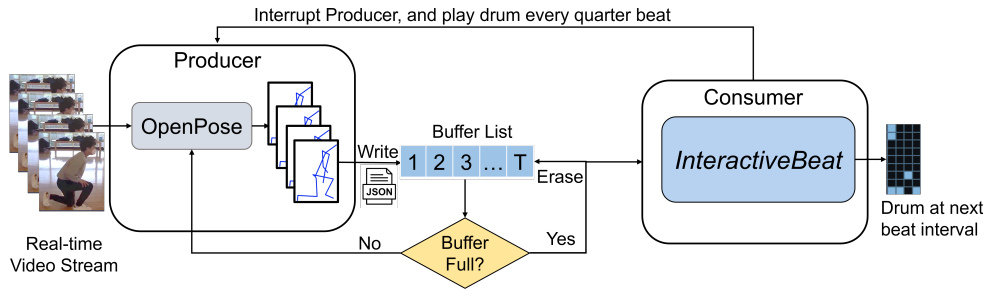 Interrupt Producer, and play drum every quarter beat
Producer
Consumer
OpenPose
Buffer List
Write
1 2 3 ... T
JSON
Erase
InteractiveBeat
Drum at next
beat interval
Real-time
Video Stream
No
Buffer
Full?
Yes